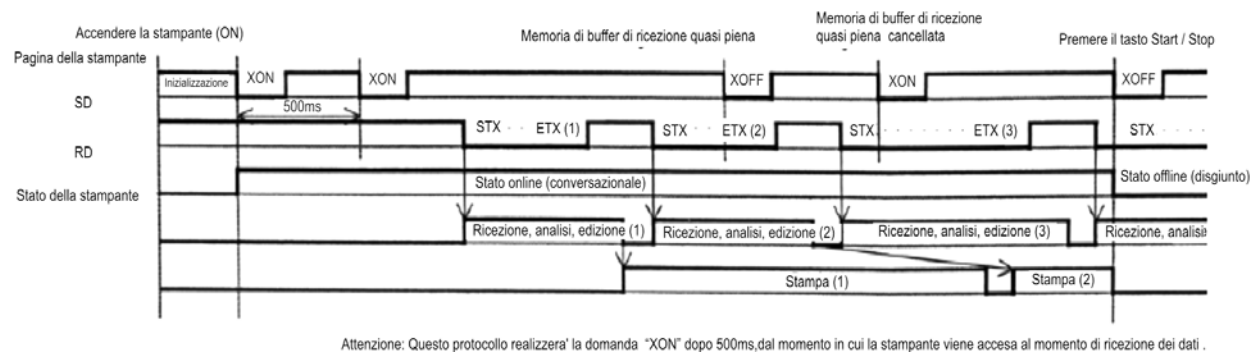 Accendere la stampante (ON)
Memoria di buffer di ricezione quasi piena
Memoria di buffer di ricezione
quasi piena cancellata
Premere il tasto Start / Stop
Pagina della stampante
Inizializzazione
XON
XON
XOFF
XON
XOFF
SD
500ms
STX · · · ETX (1)
STX · · · ETX (2)
STX · · · · · · · · · ETX (3)
STX · · · · ·
RD
Stato online (conversazionale)
Stato offline (disgiunto)
Stato della stampante
Ricezione, analisi, edizione (1)
Ricezione, analisi, edizione (2)
Ricezione, analisi, edizione (3)
Ricezione, analisi
Stampa (1)
Stampa (2)
Attenzione: Questo protocollo realizzera' la domanda "XON" dopo 500ms,dal momento in cui la stampante viene accesa al momento di ricezione dei dati .